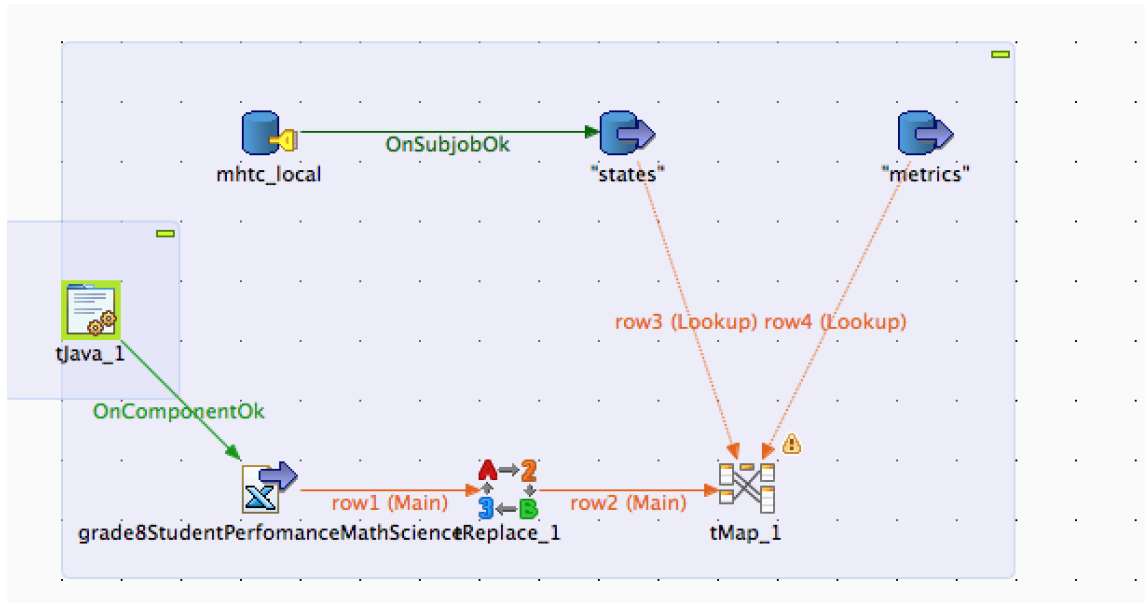 OnSubjobOk
mhtc_local
"states"
"metrics"
row3 (Lookup) row4 (Lookup)
tJava_1
OnComponentOk
row1 (Main)
row2 (Main)
grade8StudentPerfomanceMathScience
tReplace_1
tMap_1